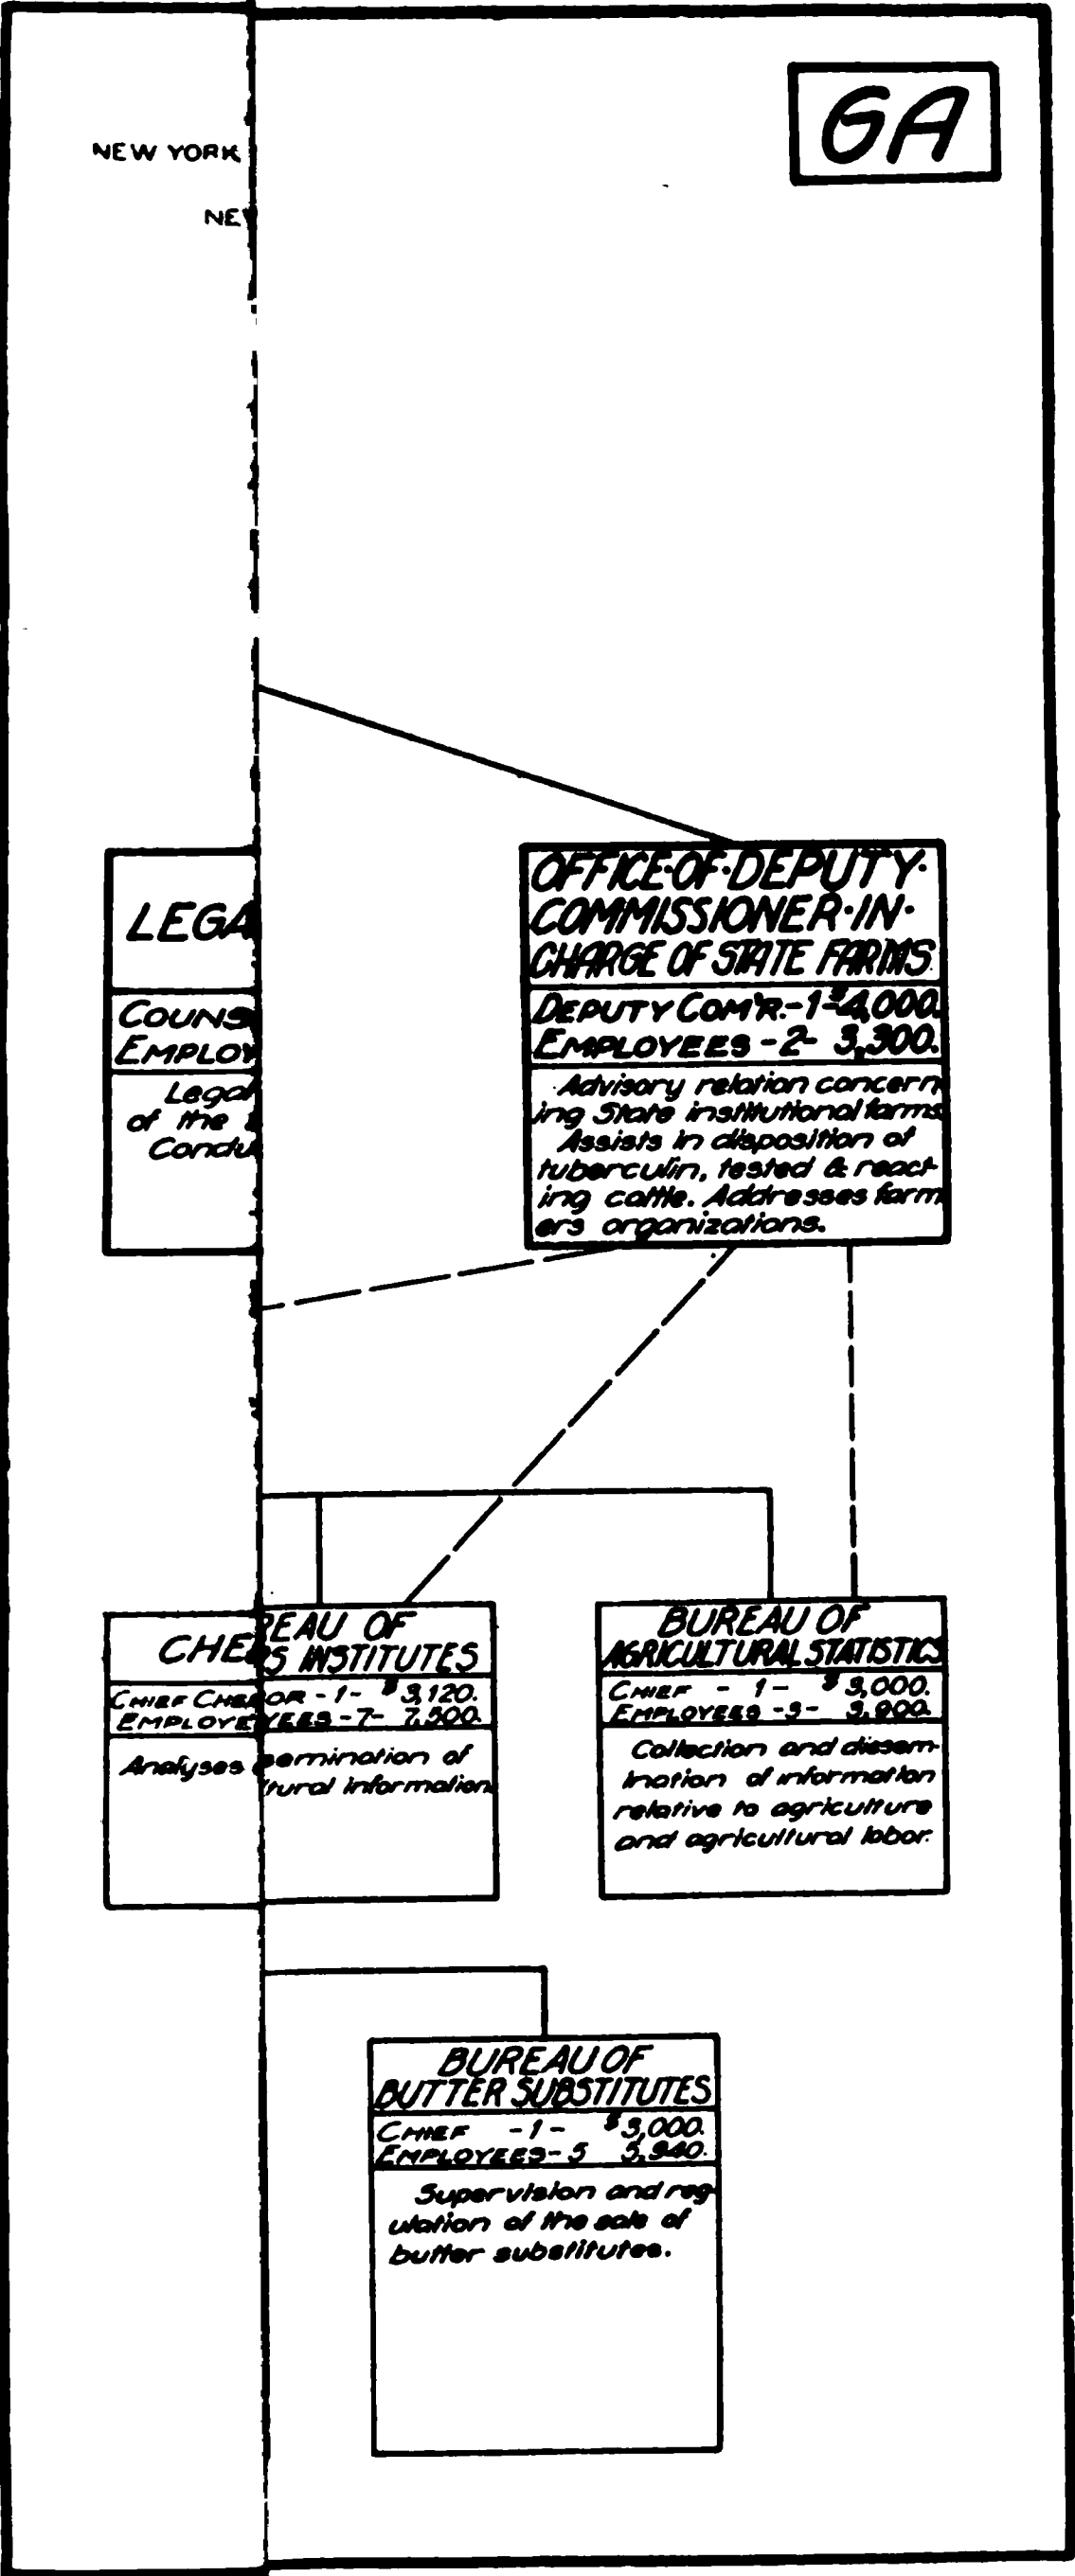 6A
NEW YORK
NE
LEGA
COUNS
EMPLOY
Legal
of the
Condu
OFFICE·OF·DEPUTY·
COMMISSIONER·IN·
CHARGE OF STATE FARMS
DEPUTY COM'R.-1-$4,000.
EMPLOYEES -2- 3,300.
Advisory relation concern
ing State institutional farms
Assists in disposition of
tuberculin, tested & react-
ing cattle. Addresses farm
ers organizations.
CHE
CHIEF CHE
EMPLOYE
Analyses
REAU OF
S INSTITUTES
OR -1- $3,120.
YEES -7- 7,500.
semination of
tural information
BUREAU OF
AGRICULTURAL STATISTICS
CHIEF - 1 - $3,000.
EMPLOYEES -3- 3,900.
Collection and dissem-
ination of information
relative to agriculture
and agricultural labor.
BUREAU OF
BUTTER SUBSTITUTES
CHIEF -1- $3,000.
EMPLOYEES-5 5,940.
Supervision and reg
ulation of the sale of
butter substitutes.